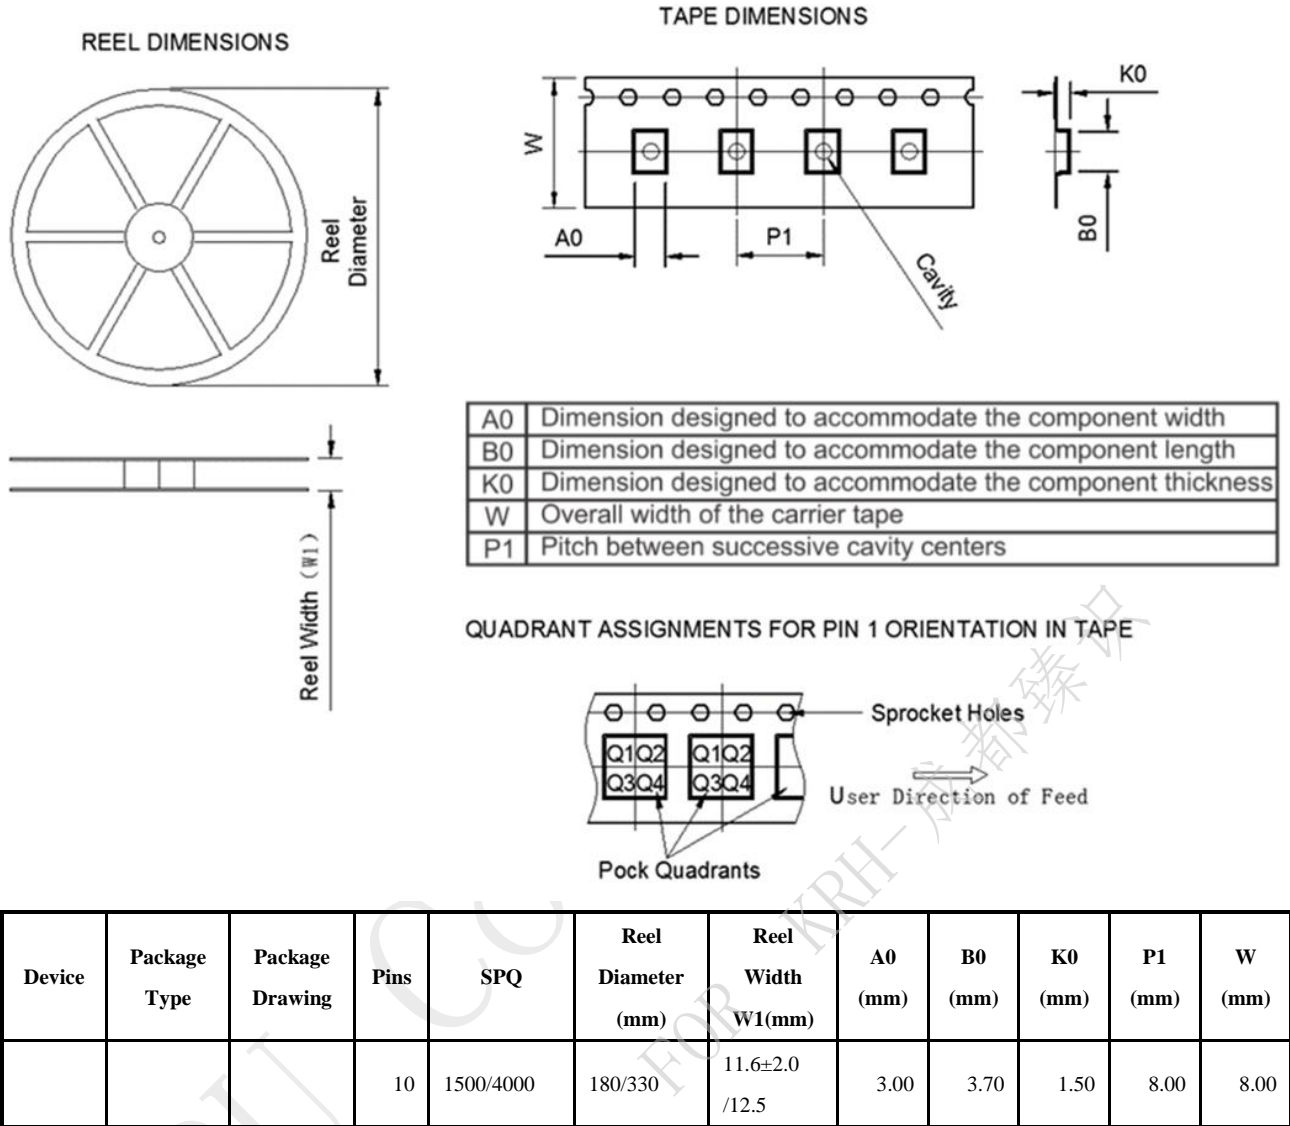 REEL DIMENSIONS
TAPE DIMENSIONS
Reel
Diameter
W
K0
A0
P1
B0
Cavity
Reel Width (W1)
A0 Dimension designed to accommodate the component width
B0 Dimension designed to accommodate the component length
K0 Dimension designed to accommodate the component thickness
W Overall width of the carrier tape
P1 Pitch between successive cavity centers
QUADRANT ASSIGNMENTS FOR PIN 1 ORIENTATION IN TAPE
Sprocket Holes
Q1 Q2 Q1 Q2
Q3 Q4 Q3 Q4
User Direction of Feed
Pock Quadrants
FOR KRH-成都臻识
Device Package Type Package Drawing Pins SPQ Reel Diameter (mm) Reel Width W1(mm) A0 (mm) B0 (mm) K0 (mm) P1 (mm) W (mm)
10 1500/4000 180/330 11.6±2.0 /12.5 3.00 3.70 1.50 8.00 8.00